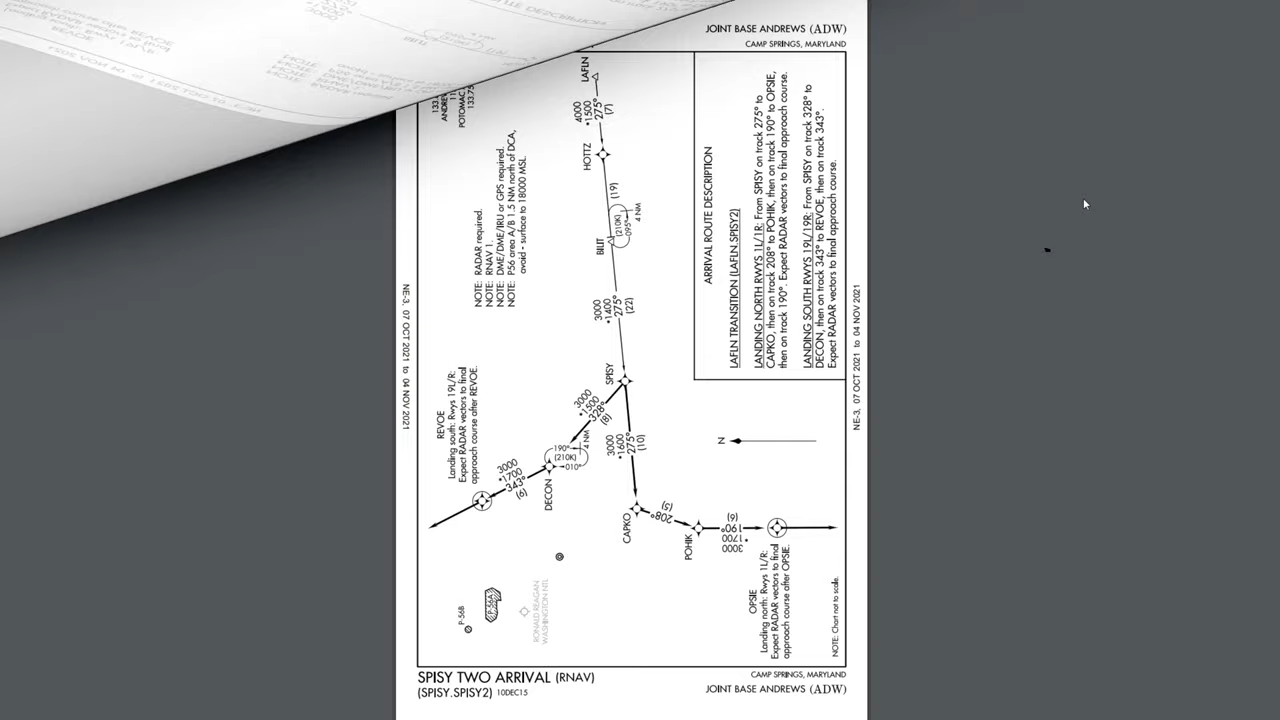 JOINT BASE ANDREWS (ADW)
CAMP SPRINGS, MARYLAND
133.
ANDRE
11
POTOMAC
133.75
NOTE: RADAR required.
NOTE: RNAV 1.
NOTE: DME/DME/IRU or GPS required.
NOTE: P56 area A/B 1.5 NM north of DCA,
avoid - surface to 18000 MSL.
LAFLN
4000
*1500
275°
(7)
HOTTZ
(19)
BILIT
(210K)
095°
4 NM
3000
*1400
275°
(22)
SPISY
3000
*1500
328°
(8)
3000
*1600
275°
(10)
190°
(210K)
010°
4 NM
DECON
3000
*1700
343°
(6)
REVOE
Landing south: Rwys 19L/R:
Expect RADAR vectors to final
approach course after REVOE.
CAPKO
208°
(5)
POHIK
(6)
190°
*1700
3000
OPSIE
Landing north: Rwys 1L/R:
Expect RADAR vectors to final
approach course after OPSIE.
N
P-56B
P-56A
RONALD REAGAN
WASHINGTON NTL
ARRIVAL ROUTE DESCRIPTION
LAFLN TRANSITION (LAFLN.SPISY2)
LANDING NORTH RWYS 1L/1R: From SPISY on track 275° to
CAPKO, then on track 208° to POHIK, then on track 190° to OPSIE,
then on track 190°. Expect RADAR vectors to final approach course.
LANDING SOUTH RWYS 19L/19R: From SPISY on track 328° to
DECON, then on track 343° to REVOE, then on track 343°.
Expect RADAR vectors to final approach course.
NOTE: Chart not to scale.
NE-3, 07 OCT 2021 to 04 NOV 2021
NE-3, 07 OCT 2021 to 04 NOV 2021
SPISY TWO ARRIVAL (RNAV)
(SPISY.SPISY2) 10DEC15
CAMP SPRINGS, MARYLAND
JOINT BASE ANDREWS (ADW)